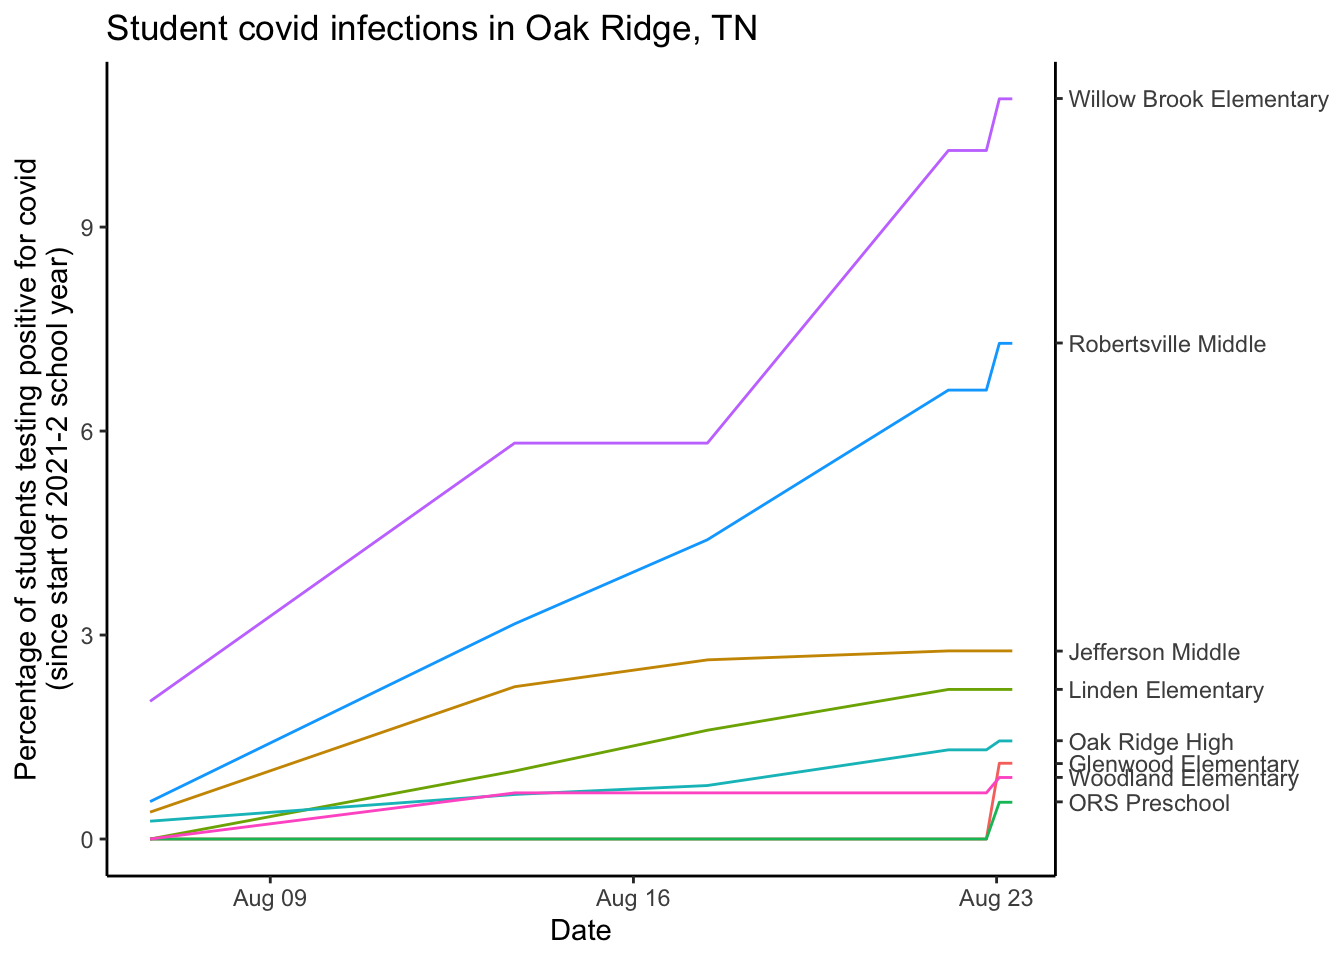 Student covid infections in Oak Ridge, TN
Percentage of students testing positive for covid
(since start of 2021-2 school year)
9
6
3
0
Willow Brook Elementary
Robertsville Middle
Jefferson Middle
Linden Elementary
Oak Ridge High
Glenwood Elementary
Woodland Elementary
ORS Preschool
Aug 09
Aug 16
Aug 23
Date